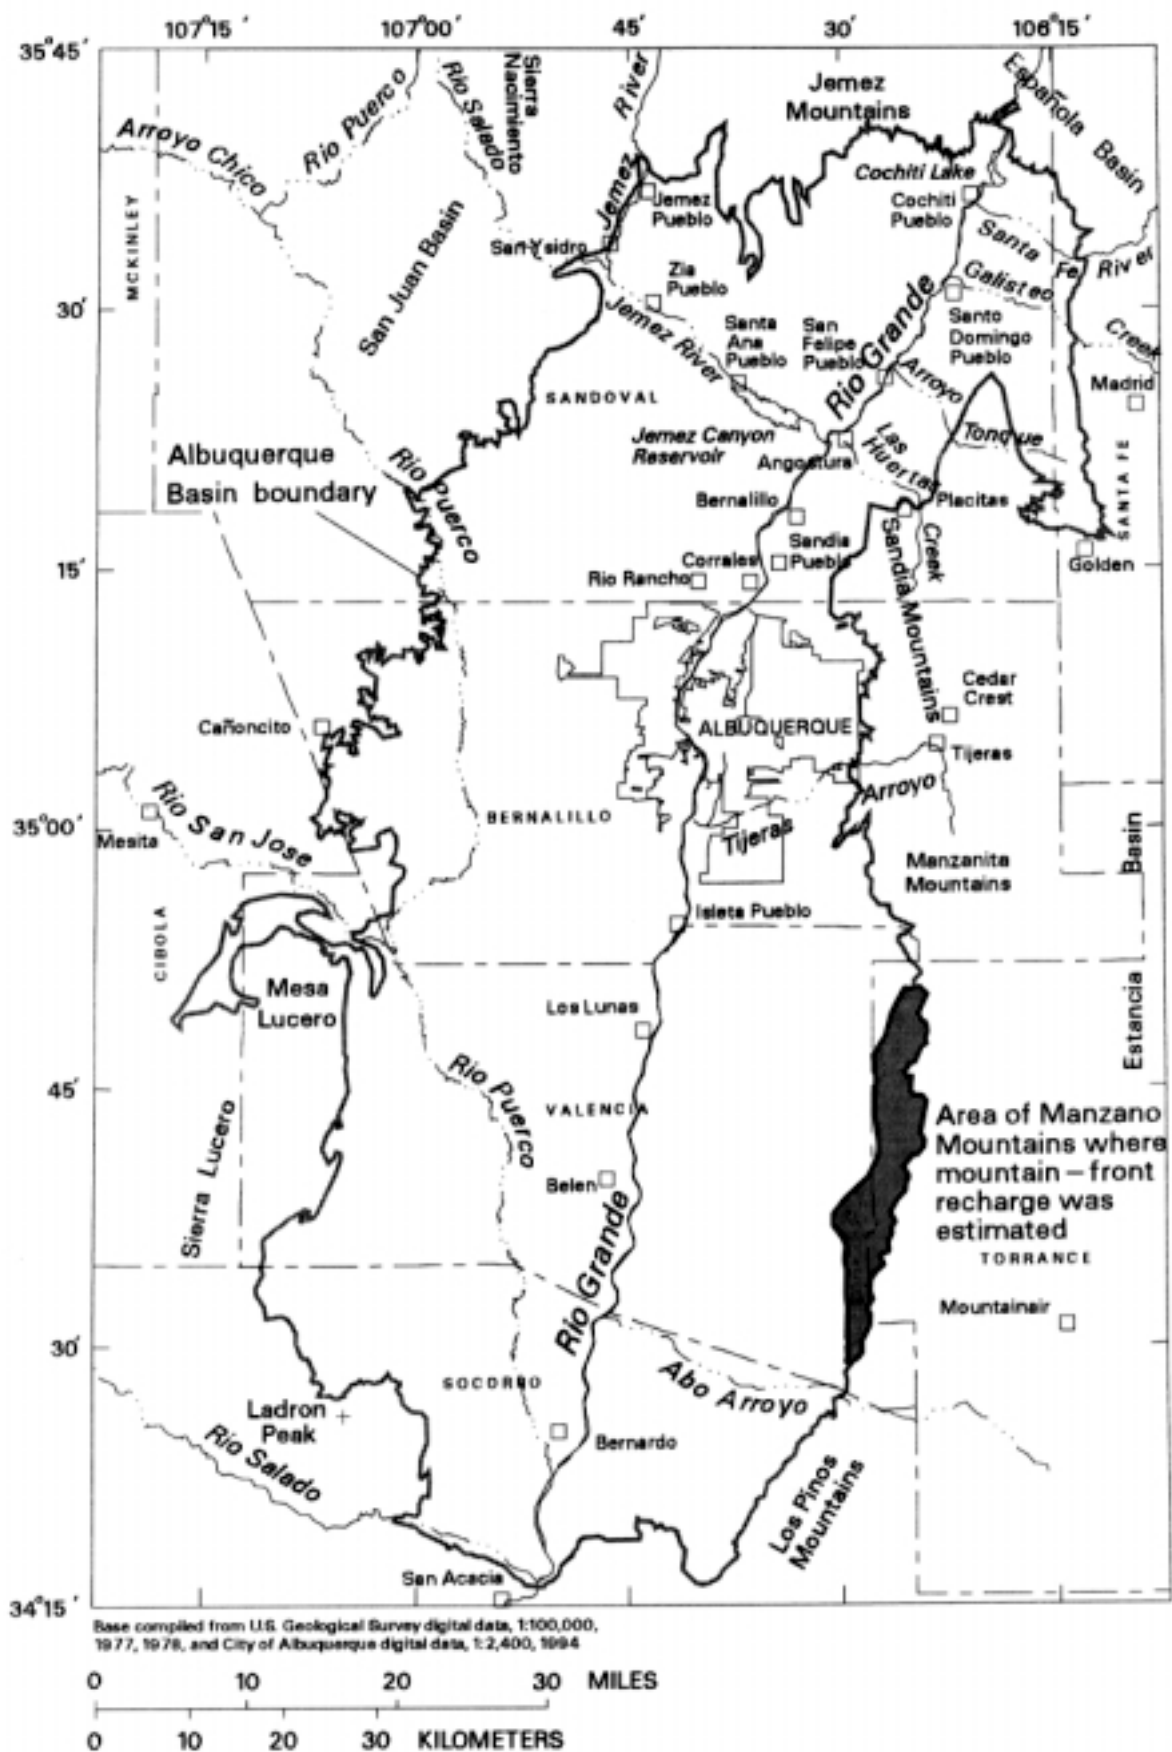 107°15′ 107°00′ 45′ 30′ 106°15′
35°45′
Sierra
Nacimiento
Jemez
Mountains
Española Basin
Rio Puerco
Rio Salado
River
Arroyo Chico
Jemez
Cochiti Lake
Jemez
Pueblo
Cochiti
Pueblo
MCKINLEY
San Juan Basin
San Ysidro
Santa Fe River
Zia
Pueblo
Galisteo
Creek
30′
Jemez River
Santa
Ana
Pueblo
San
Felipe
Pueblo
Rio Grande
Santo
Domingo
Pueblo
Arroyo
Tonque
Madrid
SANDOVAL
Jemez Canyon
Reservoir
Las
Huertas
Creek
Angostura
SANTA FE
Albuquerque
Basin boundary
Rio Puerco
Bernalillo
Placitas
Sandia
Pueblo
Corrales
Rio Rancho
Golden
15′
Sandia Mountains
Cedar
Crest
Cañoncito
ALBUQUERQUE
Tijeras
Arroyo
Tijeras
Rio San Jose
BERNALILLO
35°00′
Mesita
Manzanita
Mountains
Basin
Isleta Pueblo
CIBOLA
Mesa
Lucero
Los Lunas
Estancia
45′
Rio Puerco
VALENCIA
Sierra Lucero
Belen
Area of Manzano
Mountains where
mountain–front
recharge was
estimated
TORRANCE
Rio Grande
Mountainair
30′
SOCORRO
Abo Arroyo
Ladron
Peak
Rio Salado
Bernardo
Los Pinos
Mountains
San Acacia
34°15′
Base compiled from U.S. Geological Survey digital data, 1:100,000,
1977, 1978, and City of Albuquerque digital data, 1:2,400, 1994
0 10 20 30 MILES
0 10 20 30 KILOMETERS